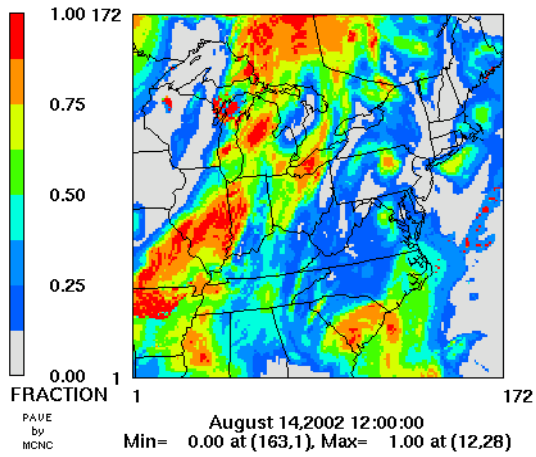 1.00
172
0.75
0.50
0.25
0.00
1
FRACTION
1
172
PAVE
by
MCNC
August 14,2002 12:00:00
Min= 0.00 at (163,1), Max= 1.00 at (12,28)